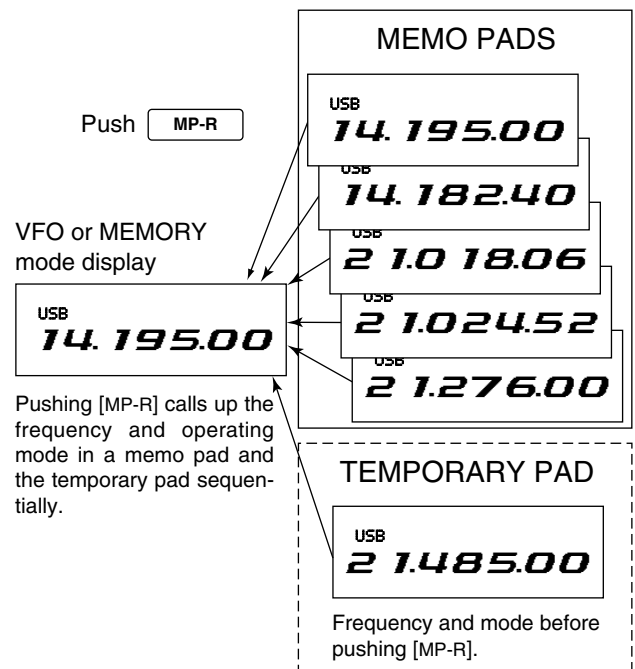 MEMO PADS
Push MP-R
USB
14.195.00
USB
14.182.40
USB
21.018.06
USB
21.024.52
USB
21.276.00
VFO or MEMORY
mode display
USB
14.195.00
Pushing [MP-R] calls up the
frequency and operating
mode in a memo pad and
the temporary pad sequen-
tially.
TEMPORARY PAD
USB
21.485.00
Frequency and mode before
pushing [MP-R].